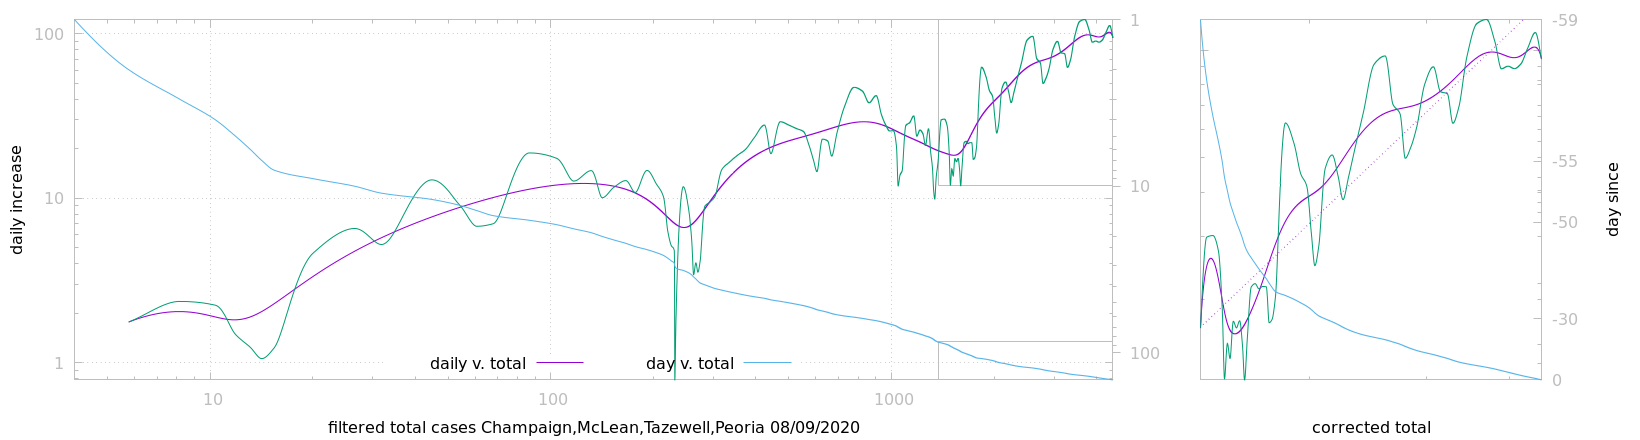 100
10
1
daily increase
daily v. total
day v. total
10
100
1000
1
10
100
filtered total cases Champaign,McLean,Tazewell,Peoria 08/09/2020
-59
-55
-50
-30
0
day since
corrected total